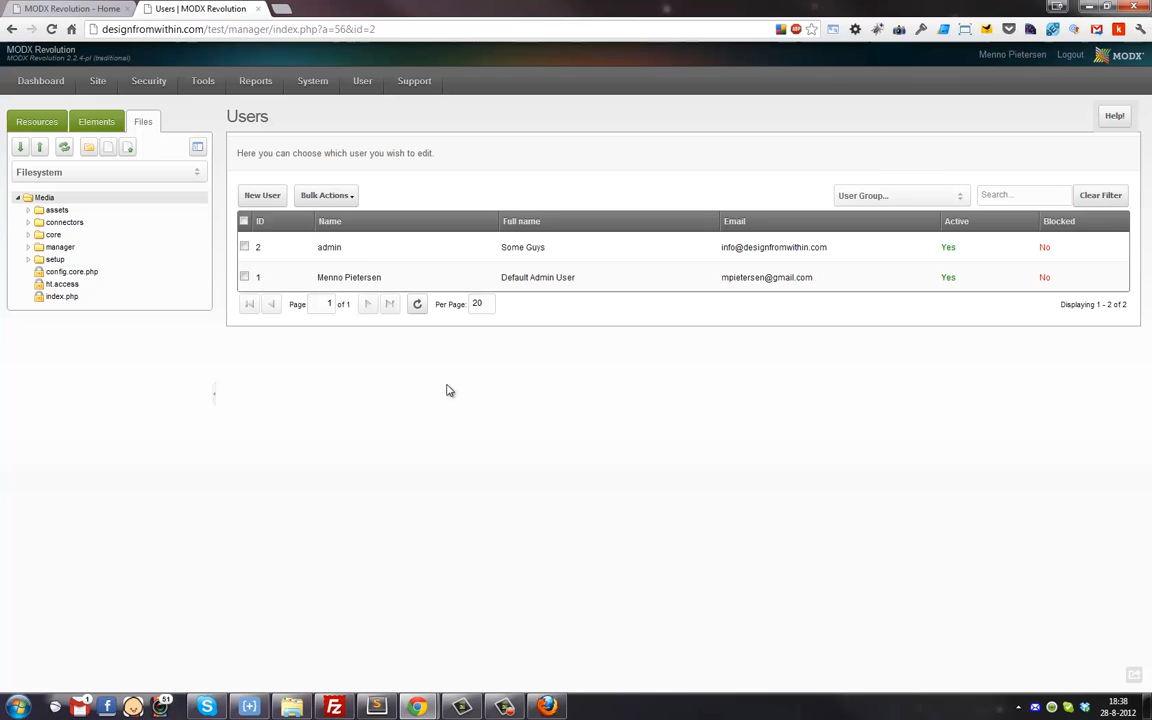 MODX Revolution - Home
Users | MODX Revolution
designfromwithin.com/test/manager/index.php?a=56&id=2
MODX Revolution
MODX Revolution 2.2.4-pl (traditional)
Menno Pietersen
Logout
MODX
Dashboard
Site
Security
Tools
Reports
System
User
Support
Resources
Elements
Files
Filesystem
Media
assets
connectors
core
manager
setup
config.core.php
ht.access
index.php
Users
Help!
Here you can choose which user you wish to edit.
New User
Bulk Actions
User Group...
Search...
Clear Filter
ID Name Full name Email Active Blocked
2 admin Some Guys info@designfromwithin.com Yes No
1 Menno Pietersen Default Admin User mpietersen@gmail.com Yes No
Page 1 of 1
Per Page: 20
Displaying 1 - 2 of 2
1
51
18:38
28-8-2012